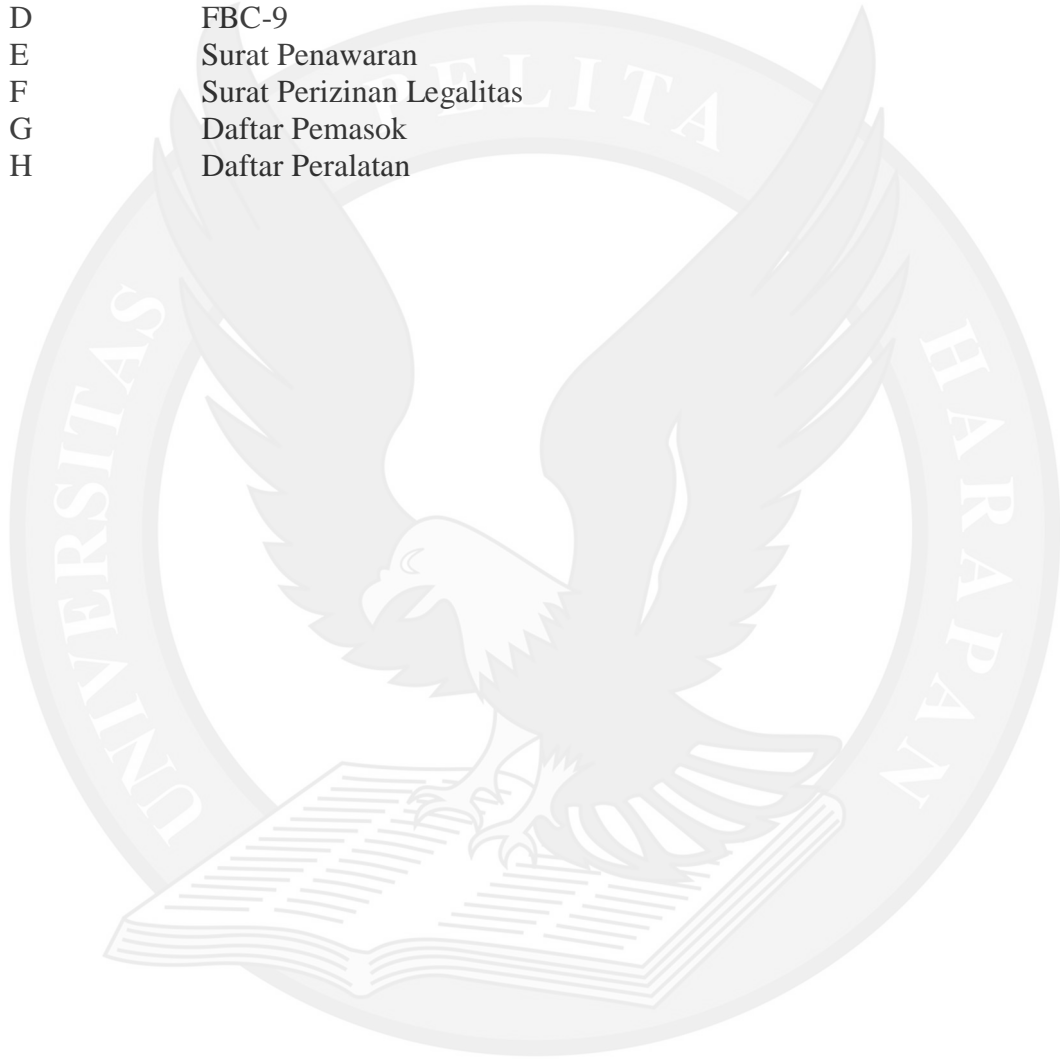 D FBC-9
E Surat Penawaran
F Surat Perizinan Legalitas
G Daftar Pemasok
H Daftar Peralatan
UNIVERSITAS PELITA HARAPAN